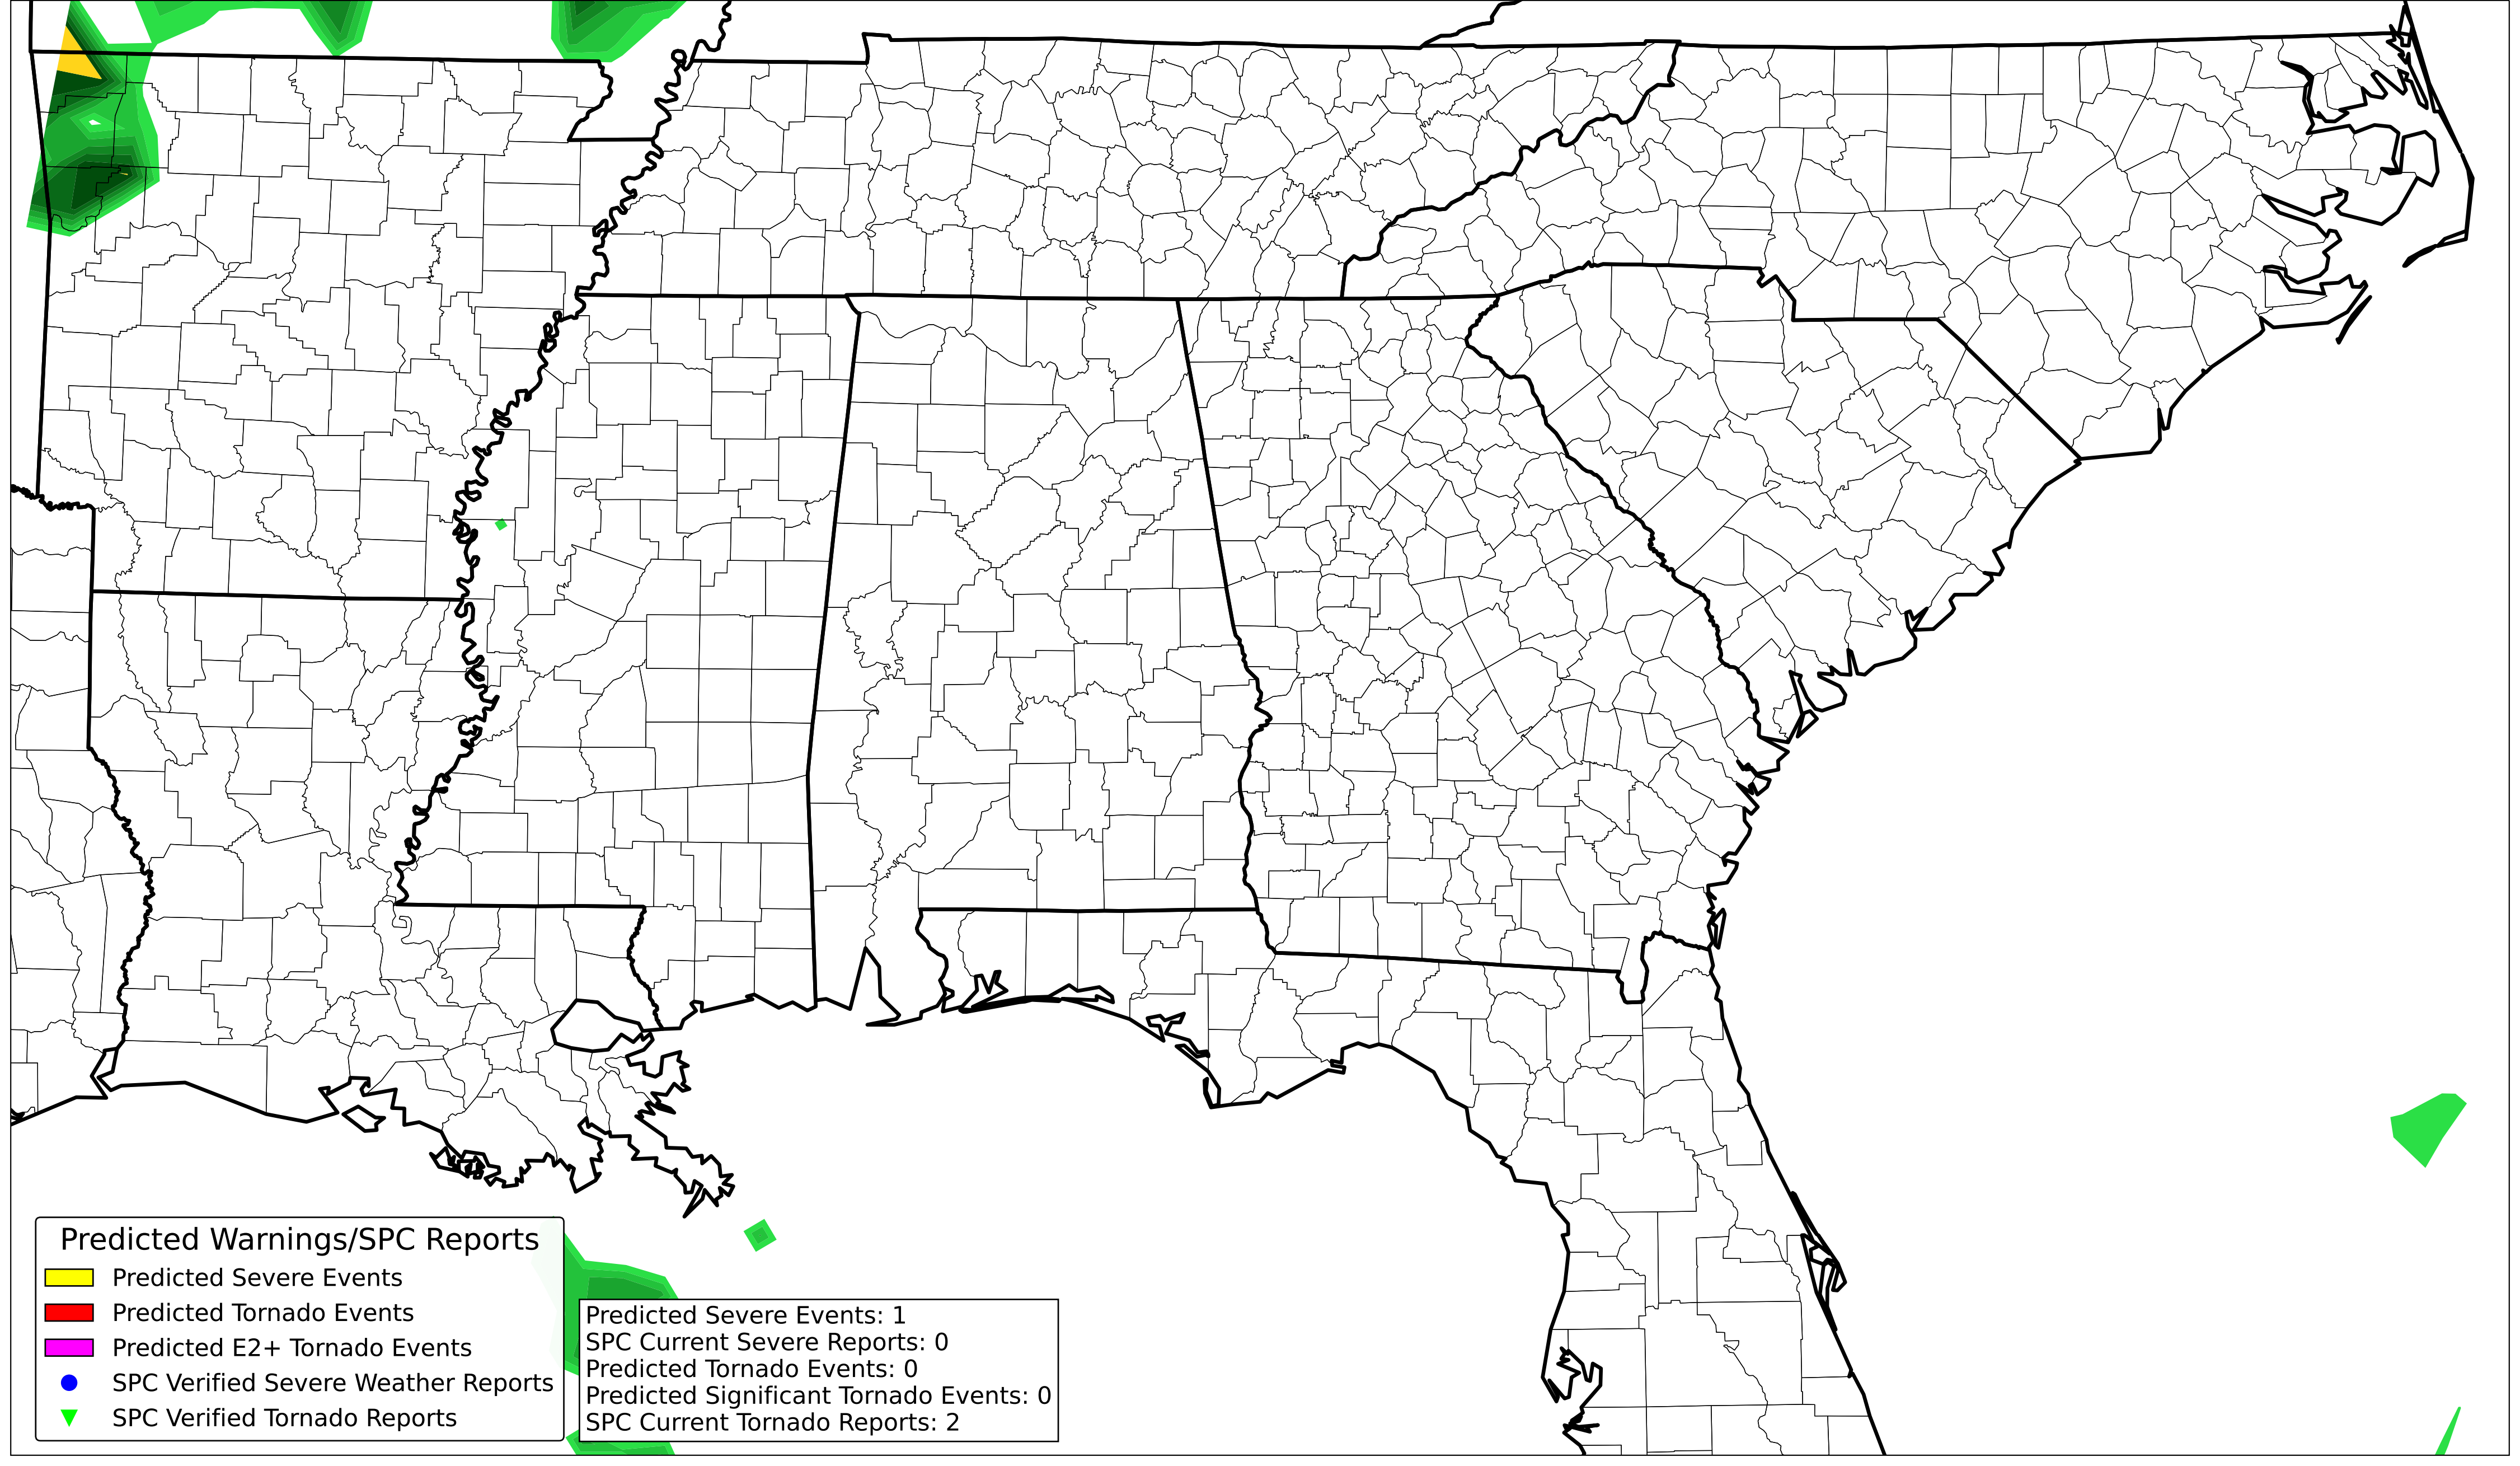 Predicted Warnings/SPC Reports
Predicted Severe Events
Predicted Tornado Events
Predicted E2+ Tornado Events
SPC Verified Severe Weather Reports
SPC Verified Tornado Reports
Predicted Severe Events: 1
SPC Current Severe Reports: 0
Predicted Tornado Events: 0
Predicted Significant Tornado Events: 0
SPC Current Tornado Reports: 2